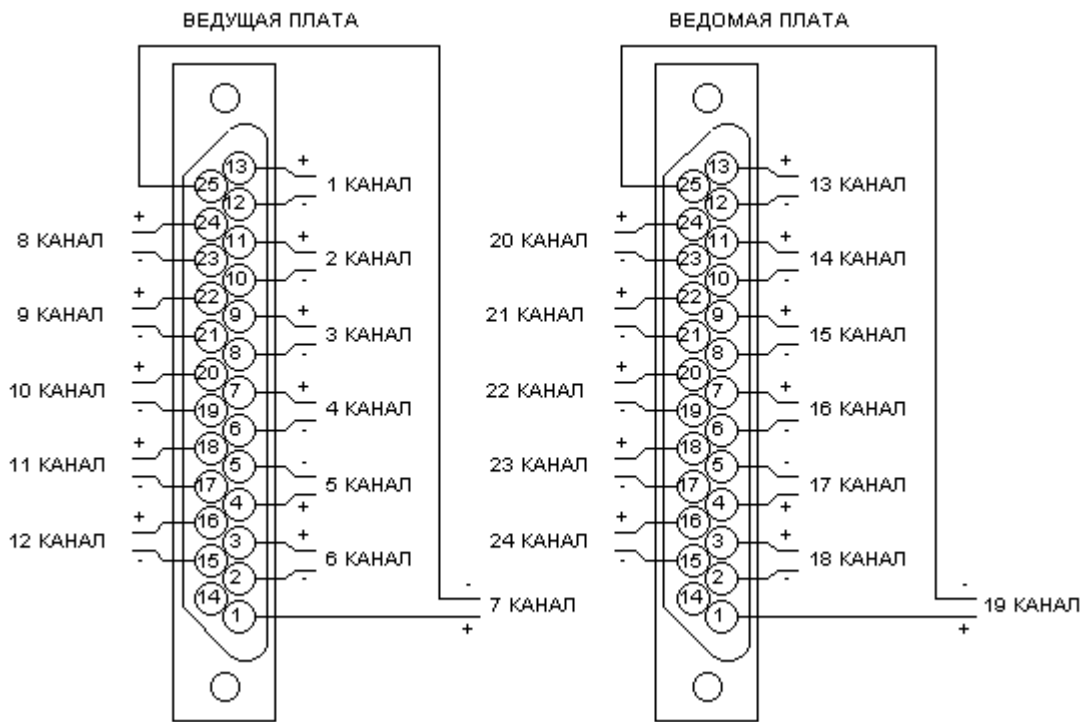 ВЕДУЩАЯ ПЛАТА
13 + 1 КАНАЛ
25
12 -
+ 24
8 КАНАЛ
11 + 2 КАНАЛ
- 23
10 -
+ 22
9 КАНАЛ
9 + 3 КАНАЛ
- 21
8 -
+ 20
10 КАНАЛ
7 + 4 КАНАЛ
- 19
6 -
+ 18
11 КАНАЛ
5 - 5 КАНАЛ
- 17
4 +
+ 16
12 КАНАЛ
3 + 6 КАНАЛ
- 15
2 -
14
- 7 КАНАЛ
1 +
ВЕДОМАЯ ПЛАТА
13 + 13 КАНАЛ
25
12 -
+ 24
20 КАНАЛ
11 + 14 КАНАЛ
- 23
10 -
+ 22
21 КАНАЛ
9 + 15 КАНАЛ
- 21
8 -
+ 20
22 КАНАЛ
7 + 16 КАНАЛ
- 19
6 -
+ 18
23 КАНАЛ
5 - 17 КАНАЛ
- 17
4 +
+ 16
24 КАНАЛ
3 + 18 КАНАЛ
- 15
2 -
14
- 19 КАНАЛ
1 +